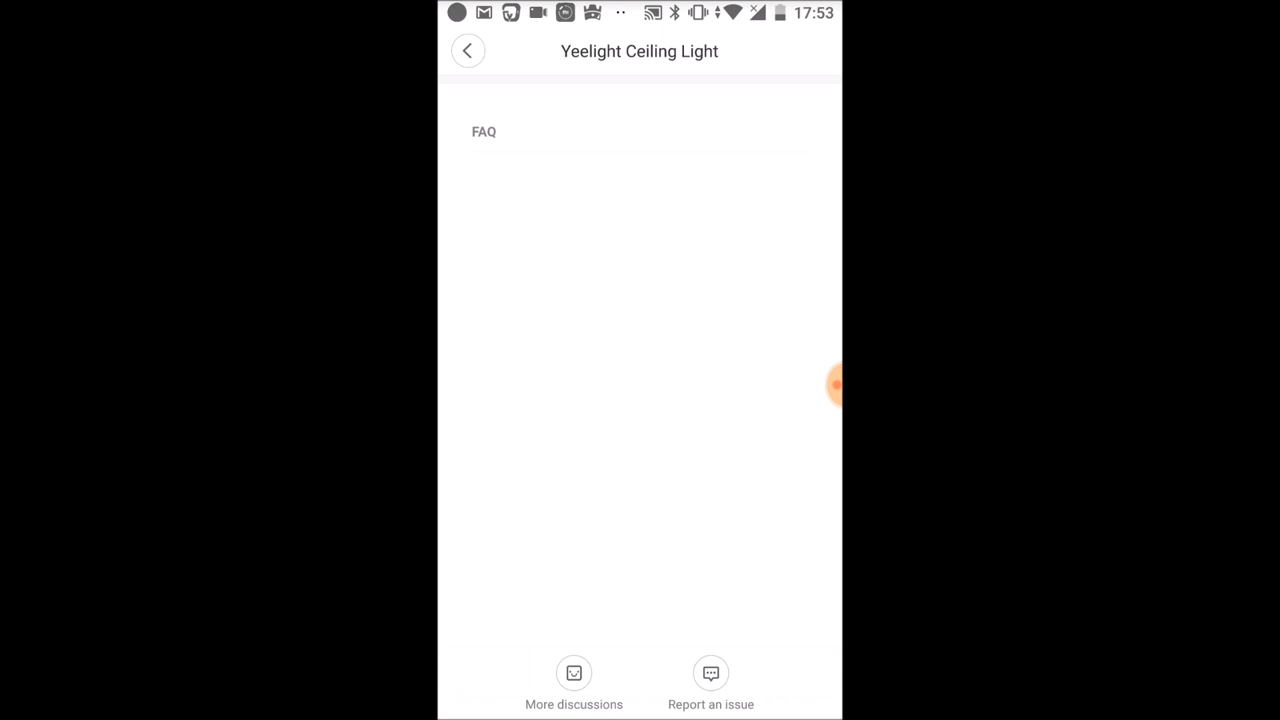 17:53
Yeelight Ceiling Light
FAQ
More discussions
Report an issue